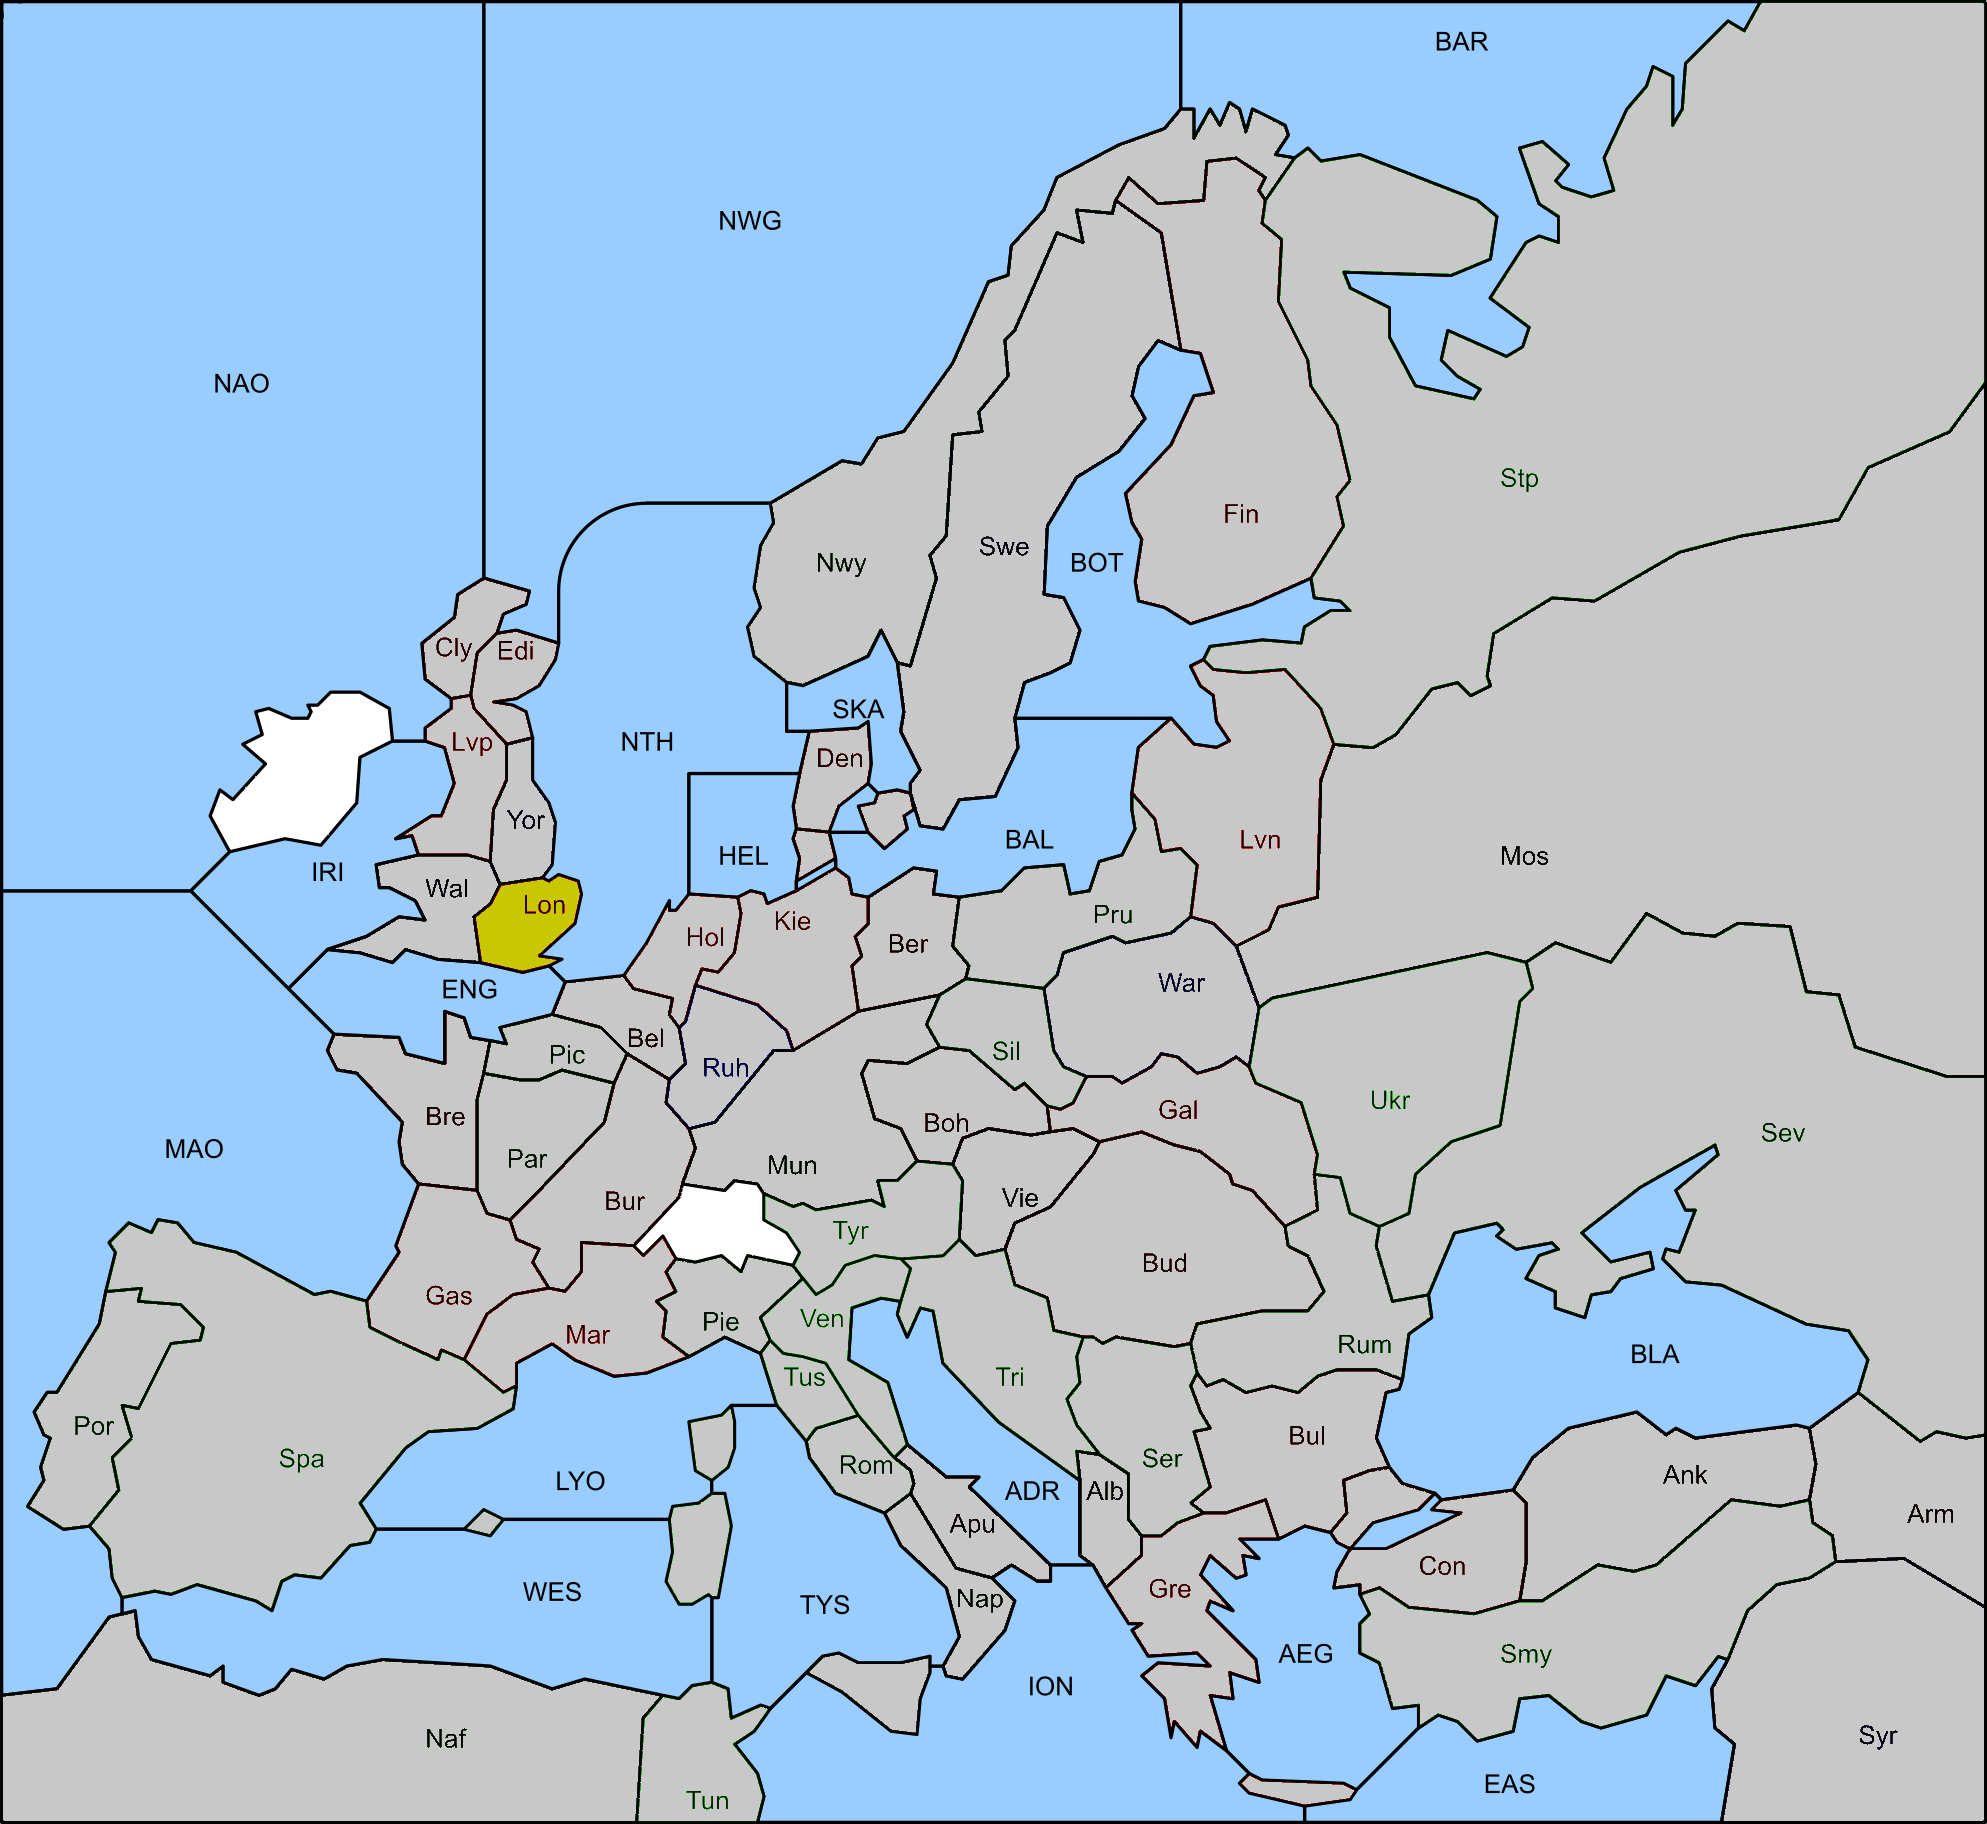 BAR
NWG
NAO
Stp
Fin
Swe
Nwy
BOT
Cly
Edi
SKA
NTH
Lvp
Den
Yor
Lvn
BAL
HEL
Mos
IRI
Wal
Lon
Kie
Pru
Hol
Ber
War
ENG
Bel
Sil
Pic
Ruh
Ukr
Gal
Bre
Boh
Sev
MAO
Par
Mun
Vie
Bur
Tyr
Bud
Gas
Ven
Pie
Mar
Rum
BLA
Tus
Tri
Por
Bul
Spa
Ser
Rom
Ank
LYO
ADR
Alb
Arm
Apu
Con
Gre
WES
Nap
TYS
AEG
Smy
ION
Syr
Naf
EAS
Tun